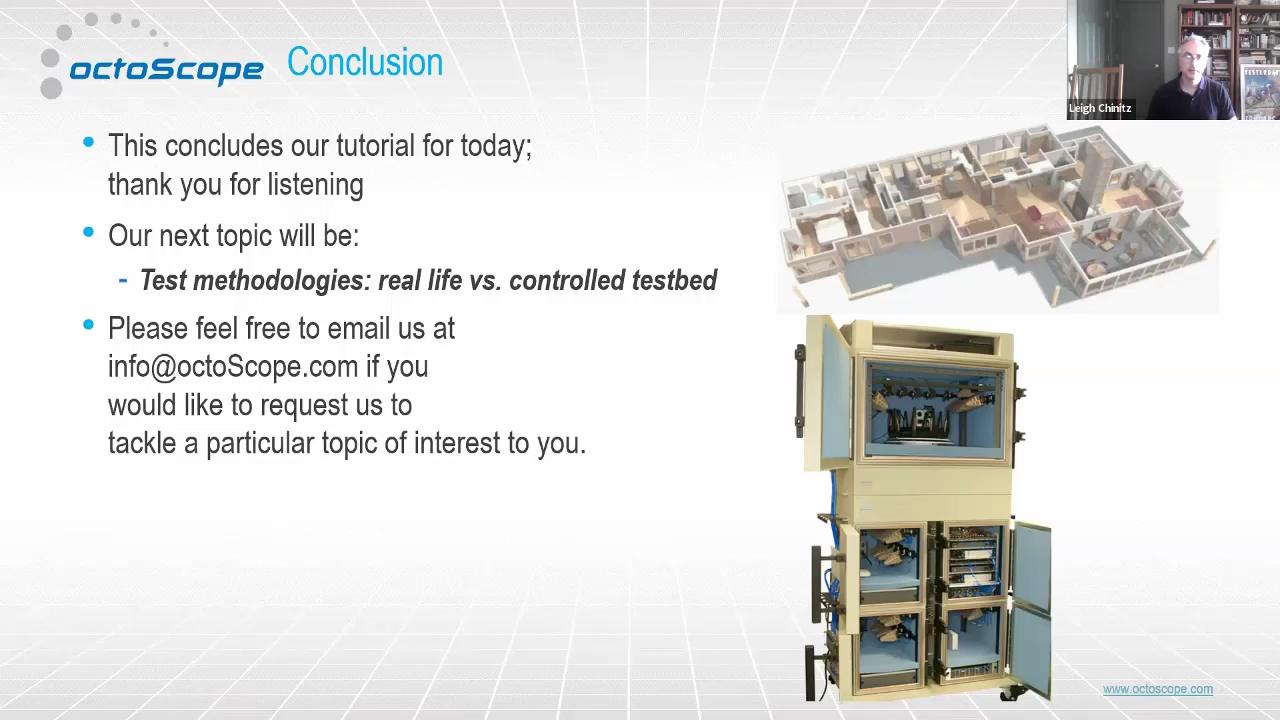 octoScope Conclusion
Leigh Chinitz
YESTERDAY
• This concludes our tutorial for today;
thank you for listening
• Our next topic will be:
- Test methodologies: real life vs. controlled testbed
• Please feel free to email us at
info@octoScope.com if you
would like to request us to
tackle a particular topic of interest to you.
www.octoscope.com